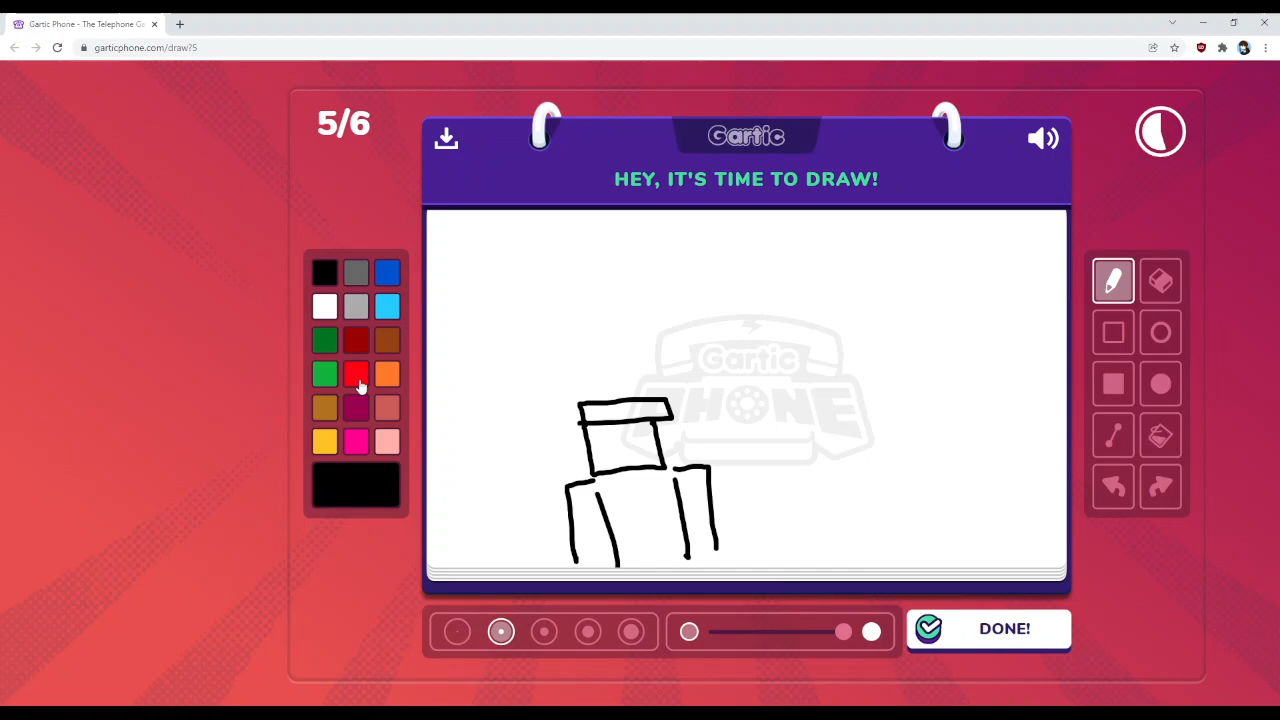 Gartic Phone - The Telephone Ga
garticphone.com/draw?5
5/6
Gartic
HEY, IT'S TIME TO DRAW!
Gartic
PHONE
DONE!